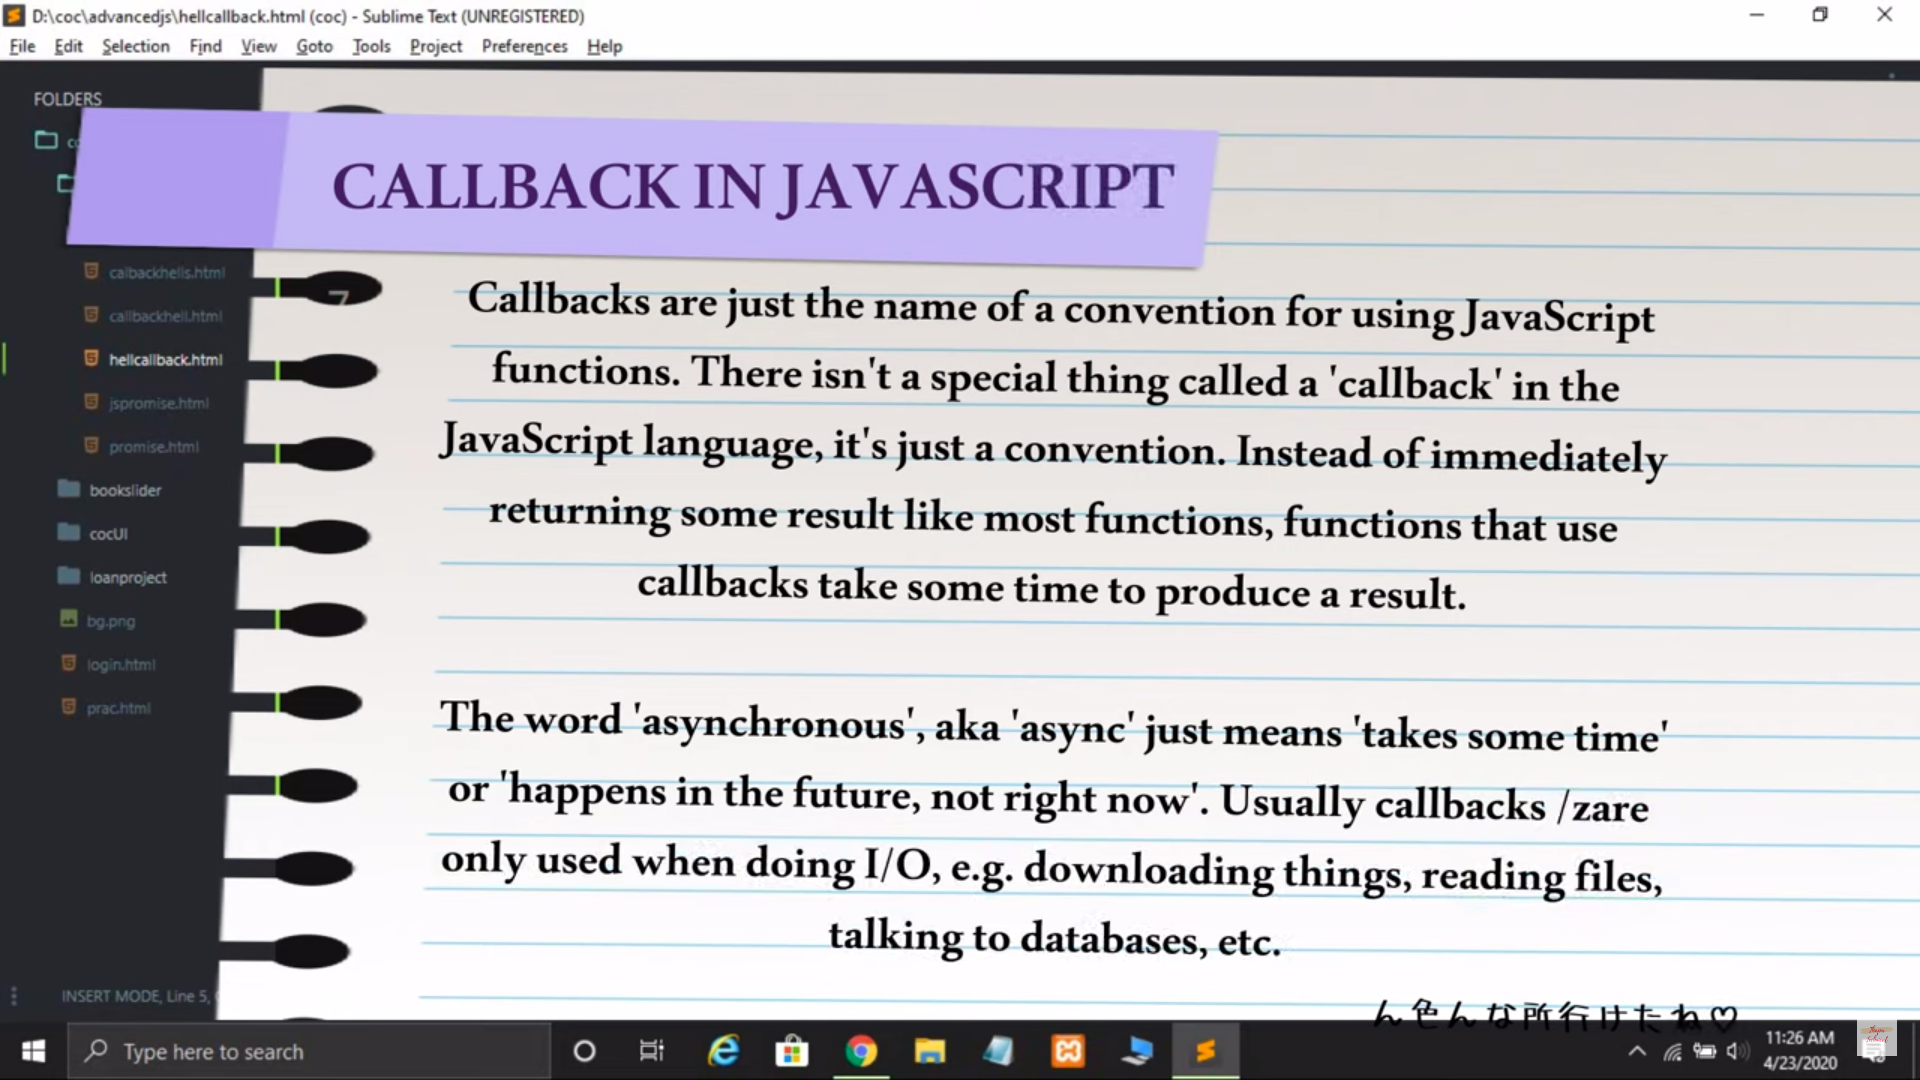 D:\coc\advancedjs\hellcallback.html (coc) - Sublime Text (UNREGISTERED)
File Edit Selection Find View Goto Tools Project Preferences Help
FOLDERS
CALLBACK IN JAVASCRIPT
calbackhells.html
callbackhell.html
hellcallback.html
jspromise.html
promise.html
bookslider
cocUI
loanproject
bg.png
login.html
prac.html
7
Callbacks are just the name of a convention for using JavaScript
functions. There isn't a special thing called a 'callback' in the
JavaScript language, it's just a convention. Instead of immediately
returning some result like most functions, functions that use
callbacks take some time to produce a result.
The word 'asynchronous', aka 'async' just means 'takes some time'
or 'happens in the future, not right now'. Usually callbacks /zare
only used when doing I/O, e.g. downloading things, reading files,
talking to databases, etc.
ん色んな所行けたね♡
INSERT MODE, Line 5,
Type here to search
11:26 AM
4/23/2020